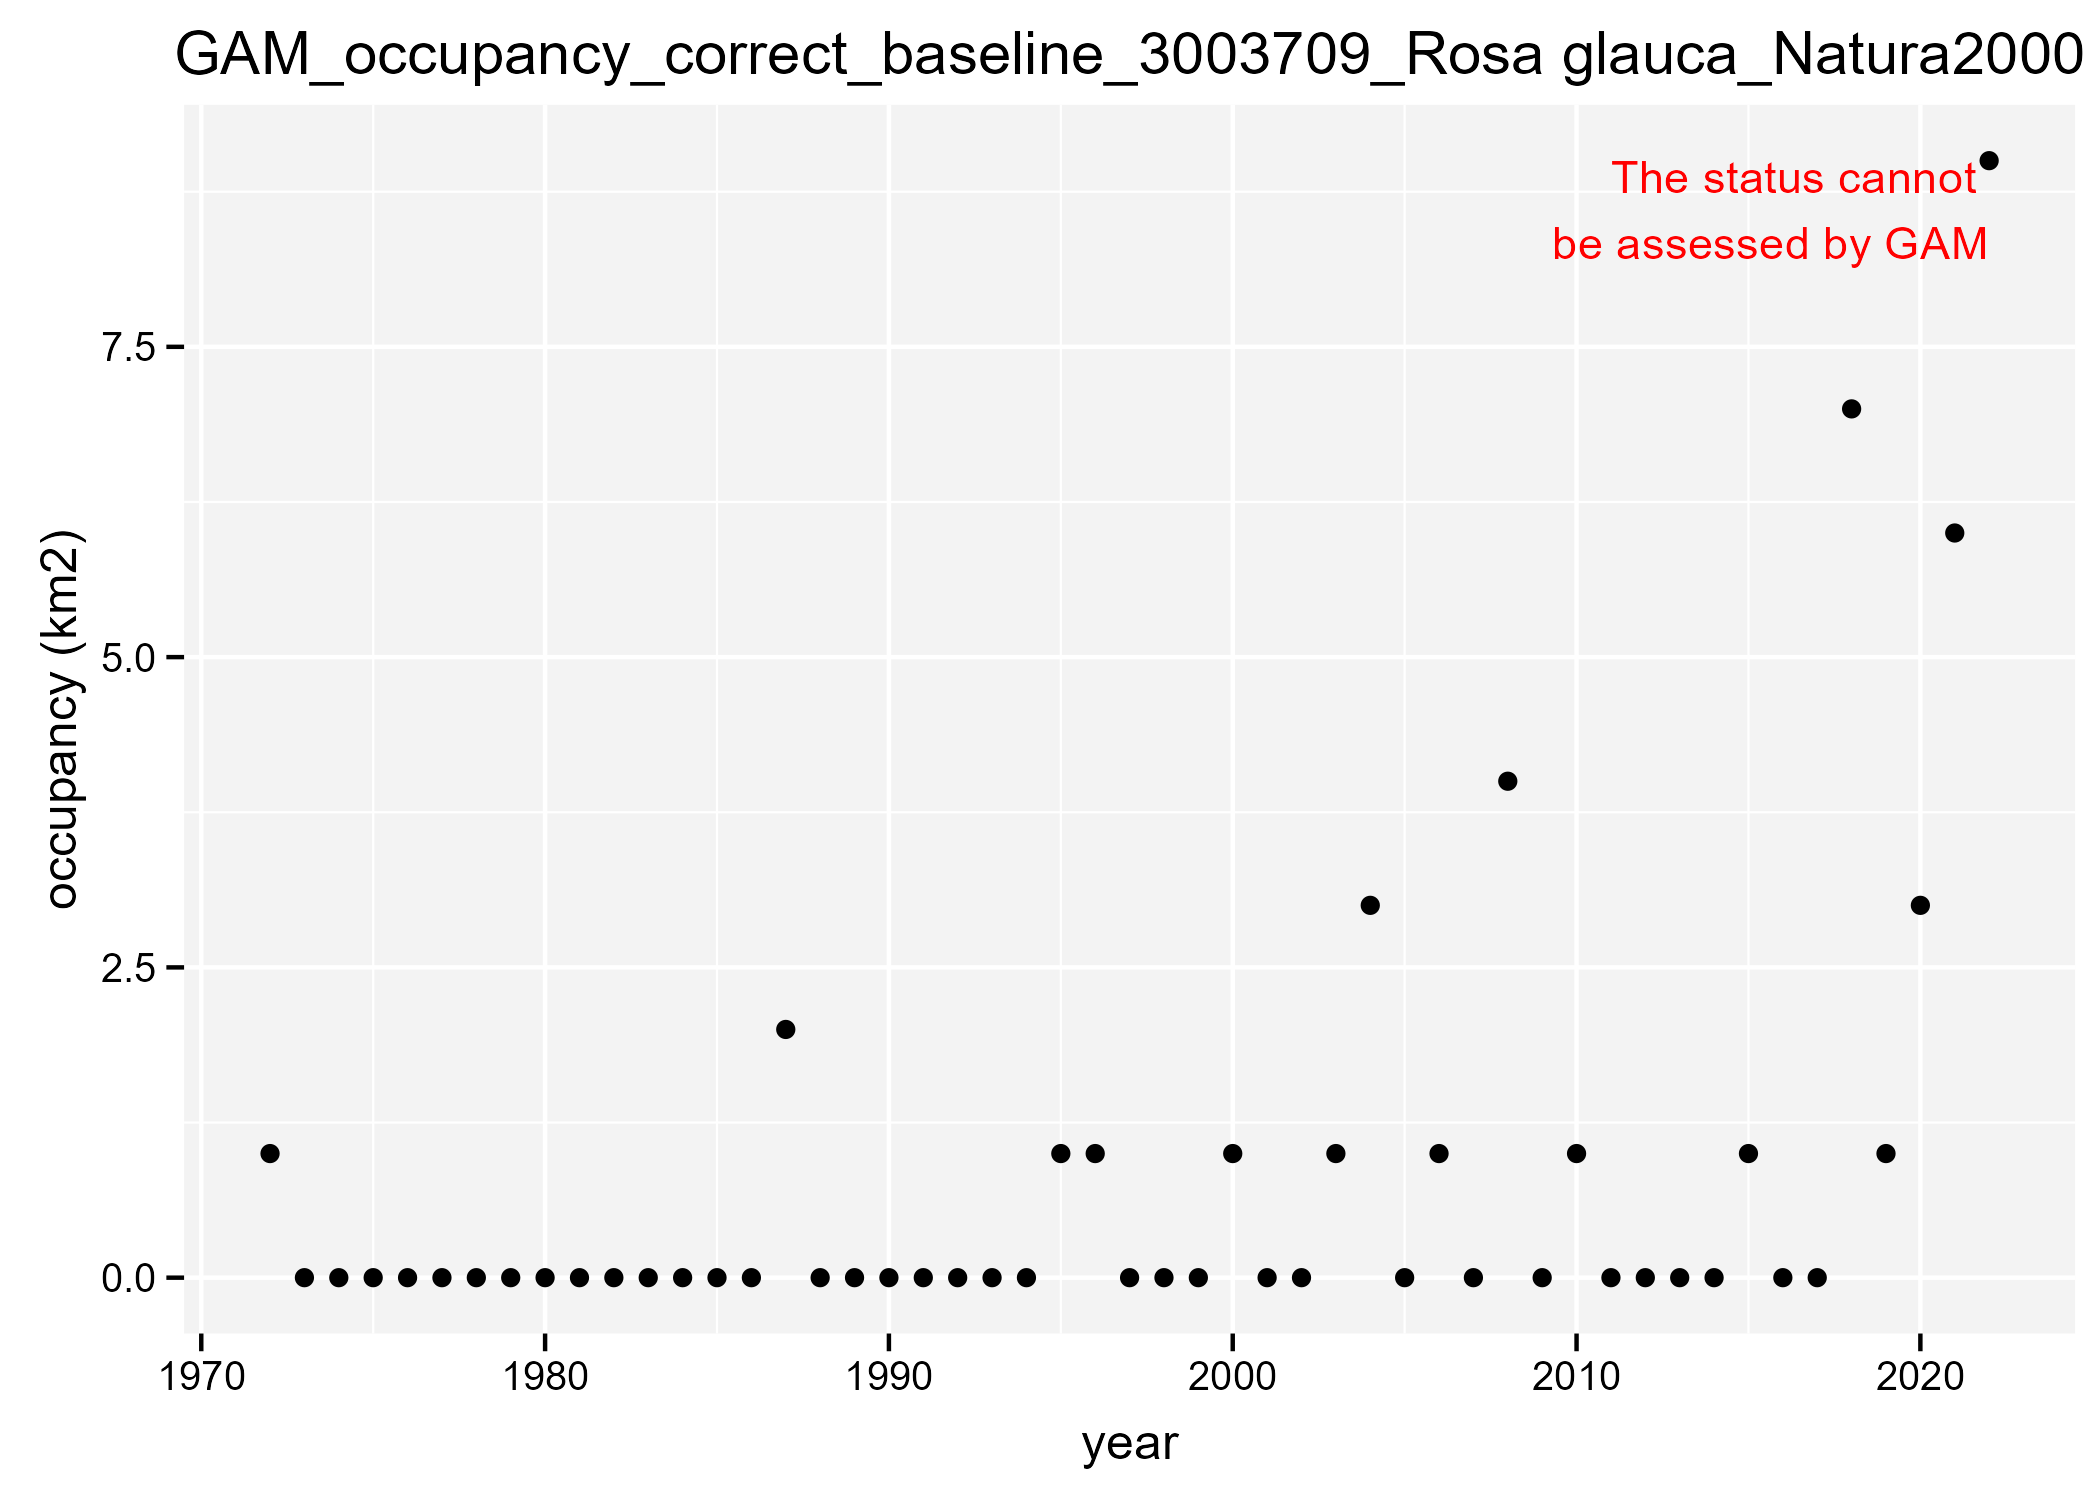 GAM_occupancy_correct_baseline_3003709_Rosa glauca_Natura2000
The status cannot
be assessed by GAM
7.5
5.0
2.5
0.0
occupancy (km2)
1970 1980 1990 2000 2010 2020
year